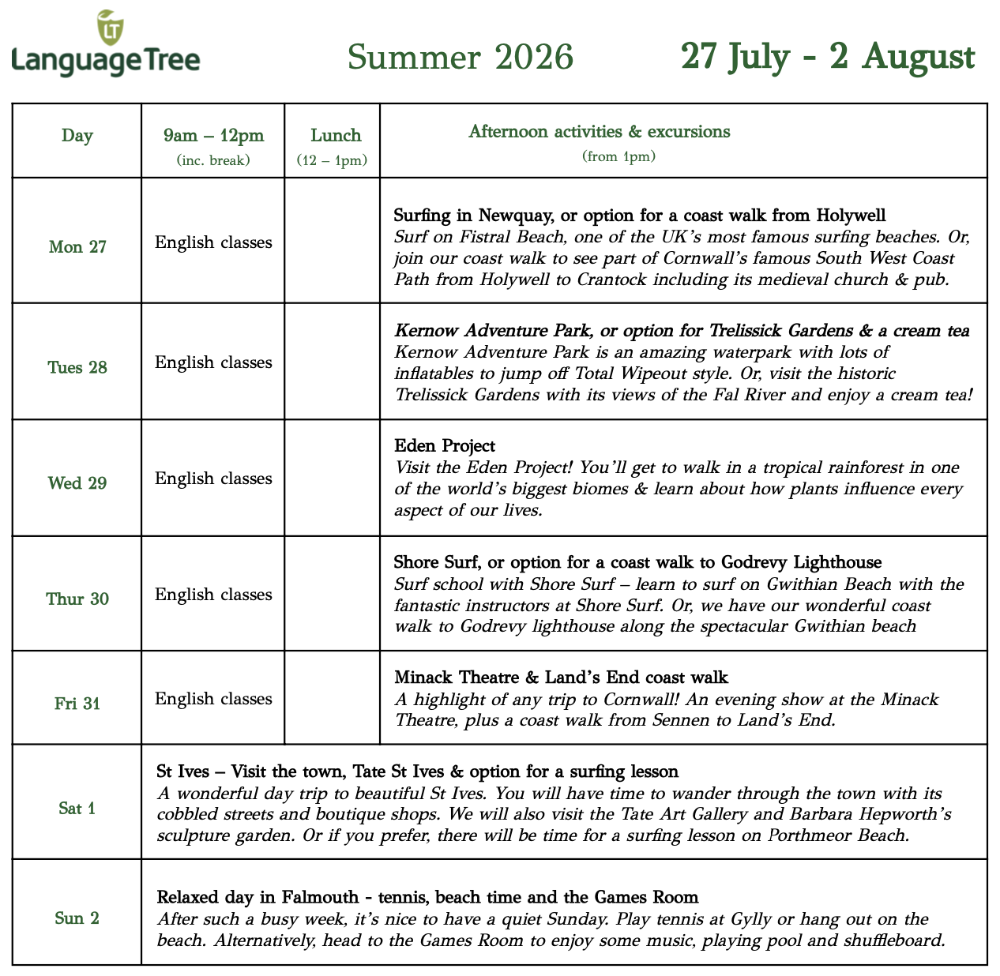 LT
LanguageTree
Summer 2026
27 July - 2 August
Day
9am – 12pm
(inc. break)
Lunch
(12 – 1pm)
Afternoon activities & excursions
(from 1pm)
Mon 27
English classes
Surfing in Newquay, or option for a coast walk from Holywell
Surf on Fistral Beach, one of the UK's most famous surfing beaches. Or,
join our coast walk to see part of Cornwall's famous South West Coast
Path from Holywell to Crantock including its medieval church & pub.
Tues 28
English classes
Kernow Adventure Park, or option for Trelissick Gardens & a cream tea
Kernow Adventure Park is an amazing waterpark with lots of
inflatables to jump off Total Wipeout style. Or, visit the historic
Trelissick Gardens with its views of the Fal River and enjoy a cream tea!
Wed 29
English classes
Eden Project
Visit the Eden Project! You'll get to walk in a tropical rainforest in one
of the world's biggest biomes & learn about how plants influence every
aspect of our lives.
Thur 30
English classes
Shore Surf, or option for a coast walk to Godrevy Lighthouse
Surf school with Shore Surf – learn to surf on Gwithian Beach with the
fantastic instructors at Shore Surf. Or, we have our wonderful coast
walk to Godrevy lighthouse along the spectacular Gwithian beach
Fri 31
English classes
Minack Theatre & Land's End coast walk
A highlight of any trip to Cornwall! An evening show at the Minack
Theatre, plus a coast walk from Sennen to Land's End.
Sat 1
St Ives – Visit the town, Tate St Ives & option for a surfing lesson
A wonderful day trip to beautiful St Ives. You will have time to wander through the town with its
cobbled streets and boutique shops. We will also visit the Tate Art Gallery and Barbara Hepworth's
sculpture garden. Or if you prefer, there will be time for a surfing lesson on Porthmeor Beach.
Sun 2
Relaxed day in Falmouth - tennis, beach time and the Games Room
After such a busy week, it's nice to have a quiet Sunday. Play tennis at Gylly or hang out on the
beach. Alternatively, head to the Games Room to enjoy some music, playing pool and shuffleboard.